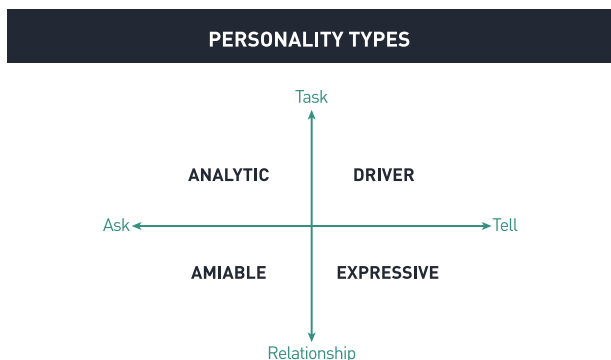 PERSONALITY TYPES
Task
ANALYTIC
DRIVER
Ask
Tell
AMIABLE
EXPRESSIVE
Relationship